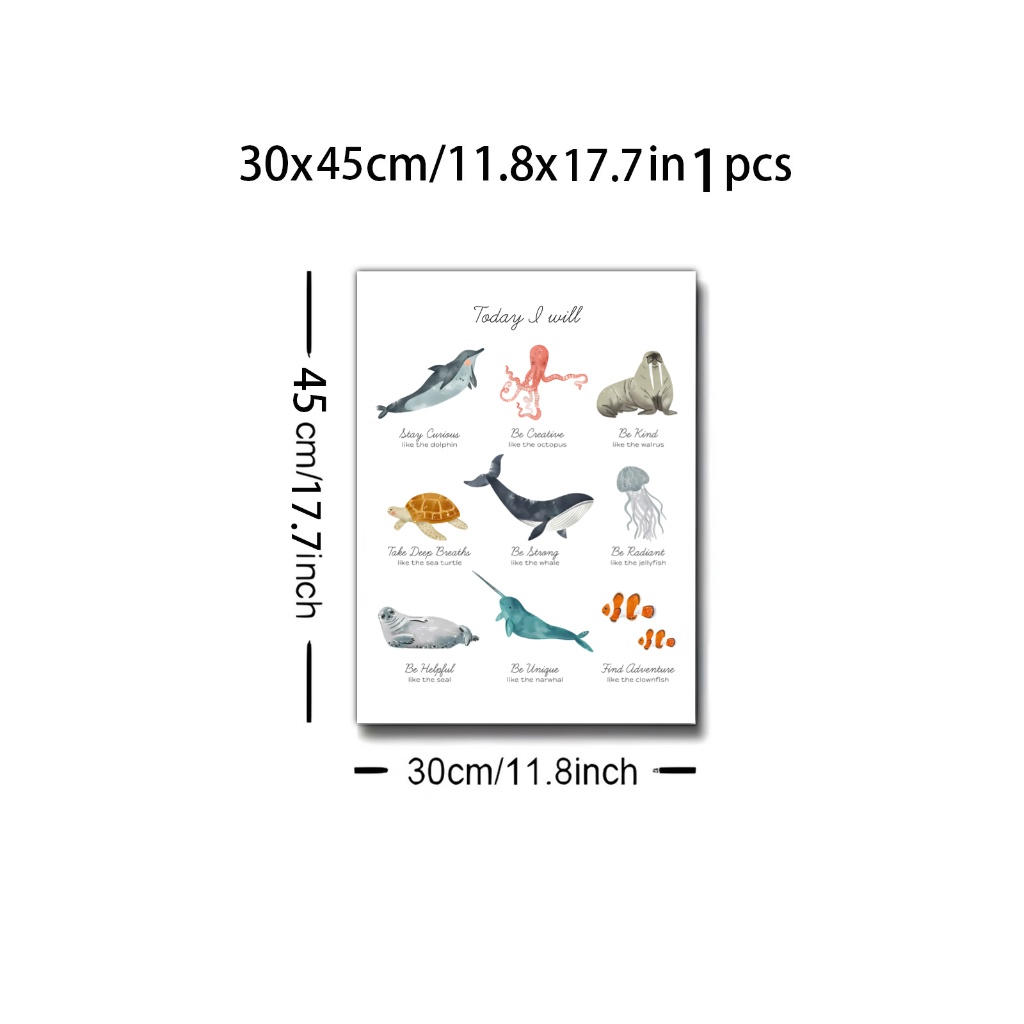 30x45cm/11.8x17.7in 1 pcs
45 cm/17.7inch
Today I will
Stay Curious
like the dolphin
Be Creative
like the octopus
Be Kind
like the walrus
Take Deep Breaths
like the sea turtle
Be Strong
like the whale
Be Radiant
like the jellyfish
Be Helpful
like the seal
Be Unique
like the narwhal
Find Adventure
like the clownfish
30cm/11.8inch